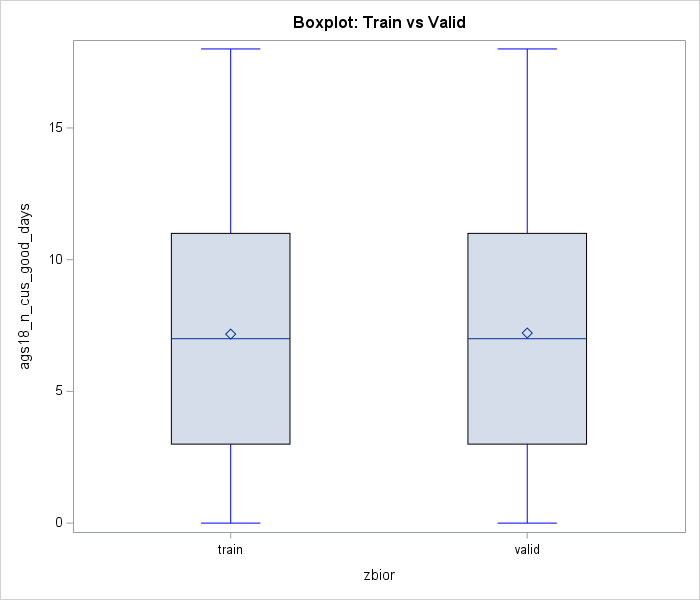 Boxplot: Train vs Valid
15
10
5
0
ags18_n_cus_good_days
train
valid
zbior